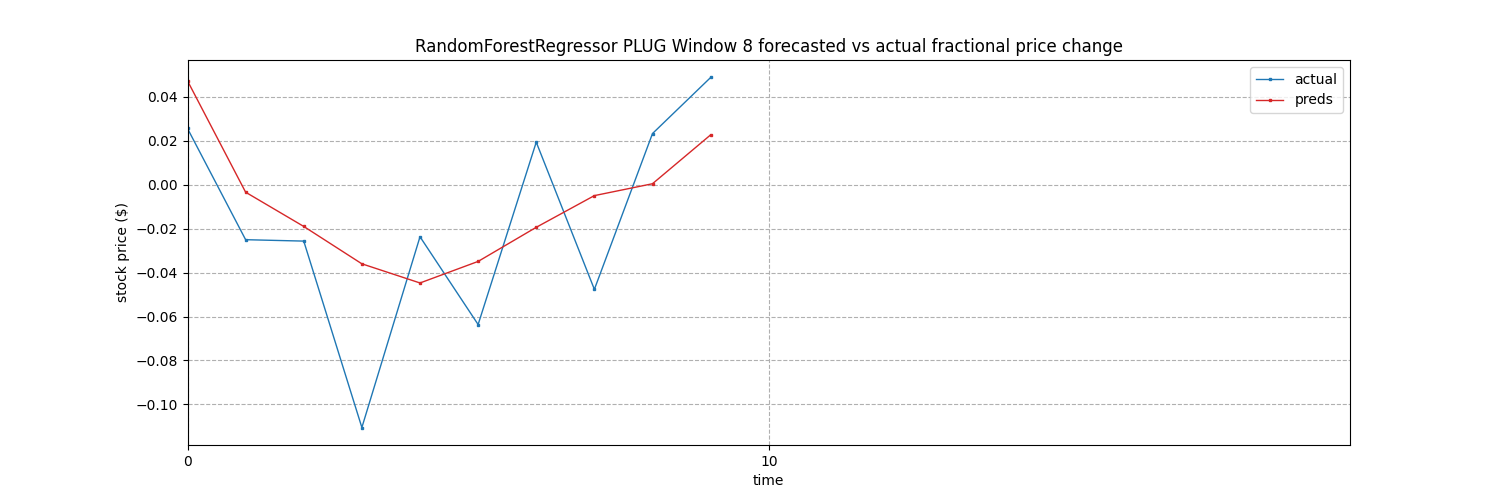 RandomForestRegressor PLUG Window 8 forecasted vs actual fractional price change
actual
preds
0.04
0.02
0.00
−0.02
−0.04
−0.06
−0.08
−0.10
stock price ($)
0
10
time